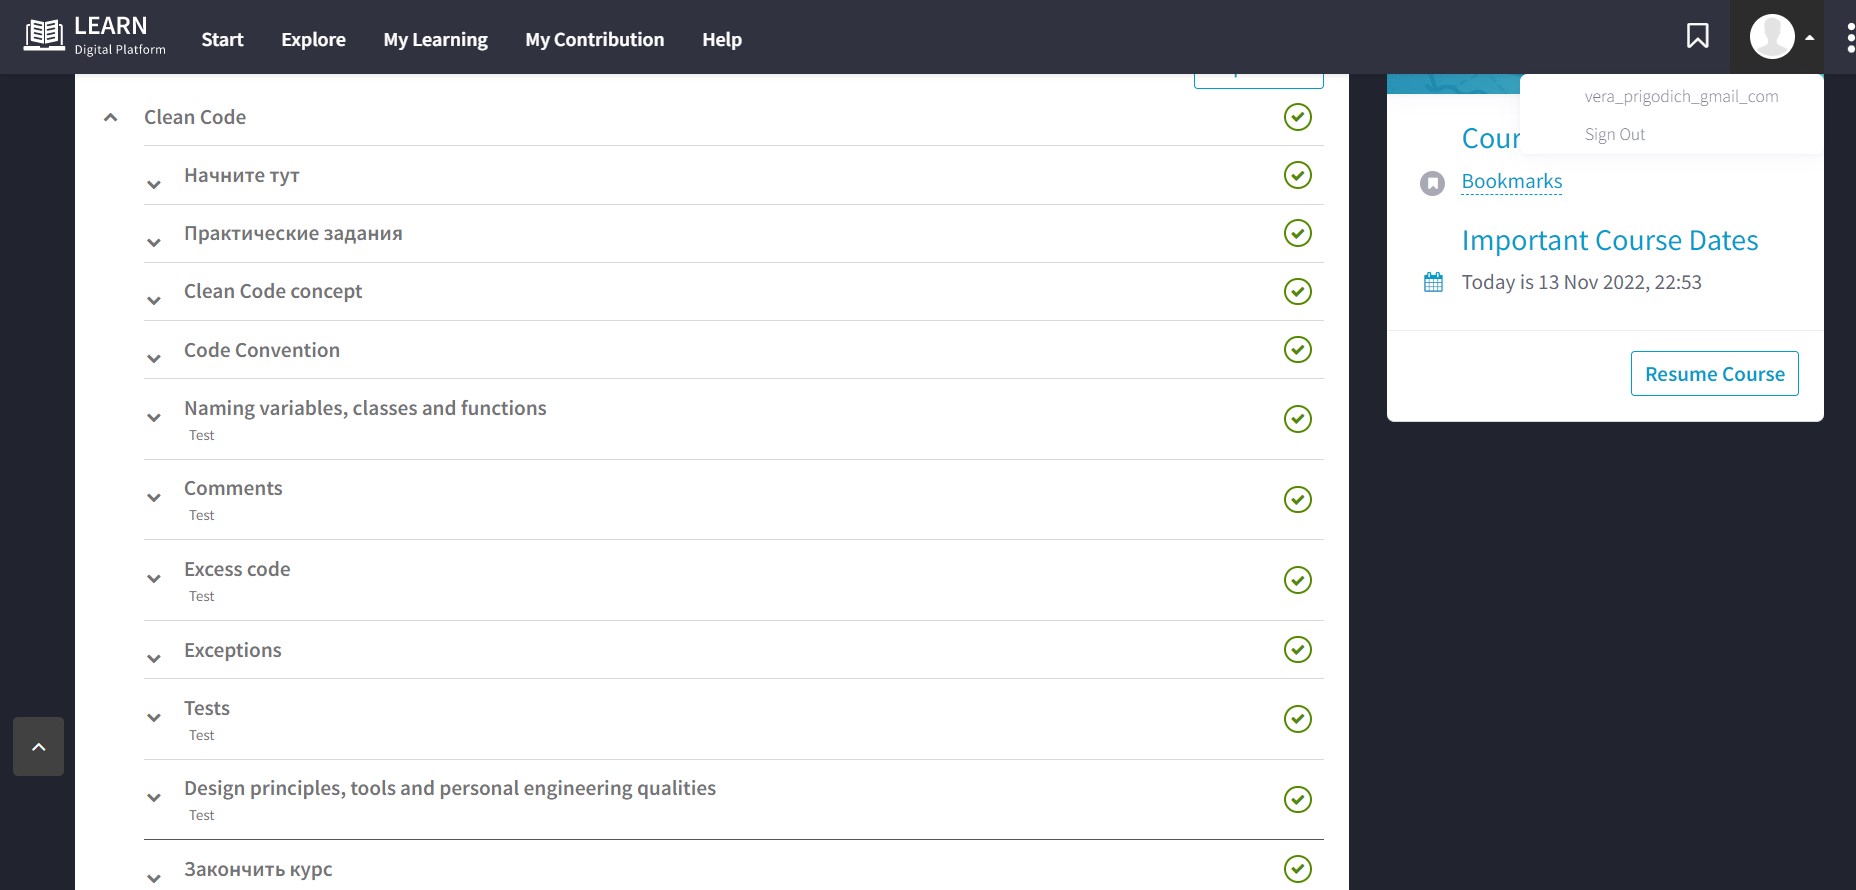 LEARN
Digital Platform
Start
Explore
My Learning
My Contribution
Help
vera_prigodich_gmail_com
Sign Out
Clean Code
Начните тут
Практические задания
Clean Code concept
Code Convention
Naming variables, classes and functions
Test
Comments
Test
Excess code
Test
Exceptions
Tests
Test
Design principles, tools and personal engineering qualities
Test
Закончить курс
Bookmarks
Important Course Dates
Today is 13 Nov 2022, 22:53
Resume Course